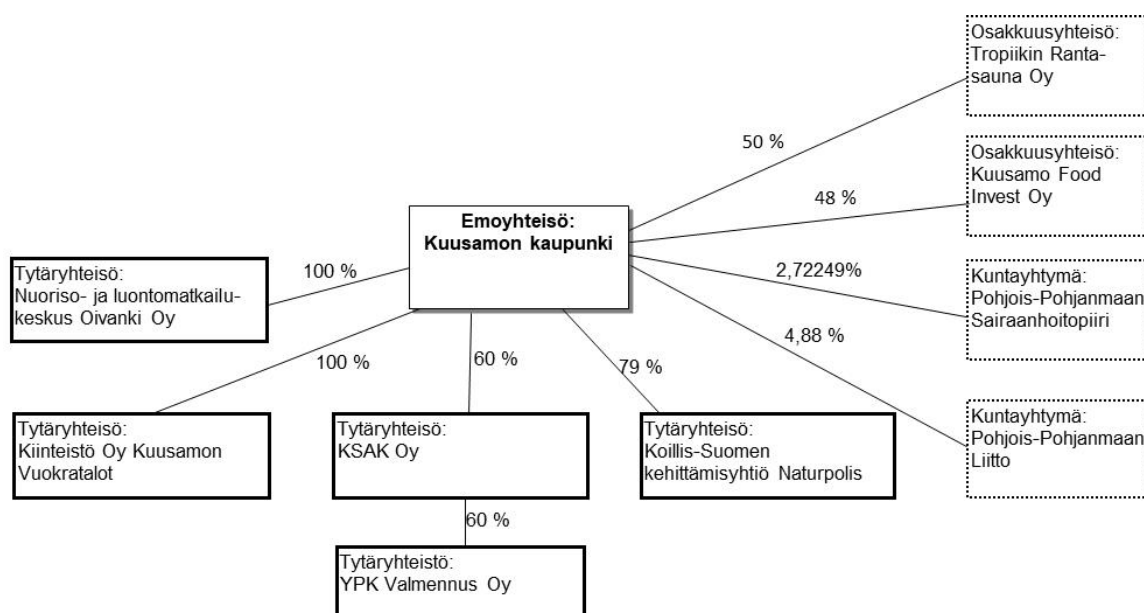 Osakkuusyhteisö:
Tropiikin Ranta-
sauna Oy
50 %
Osakkuusyhteisö:
Kuusamo Food
Invest Oy
48 %
Emoyhteisö:
Kuusamon kaupunki
Tytäryhteisö:
Nuoriso- ja luontomatkailu-
keskus Oivanki Oy
100 %
2,72249%
Kuntayhtymä:
Pohjois-Pohjanmaan
Sairaanhoitopiiri
4,88 %
100 %
60 %
79 %
Tytäryhteisö:
Kiinteistö Oy Kuusamon
Vuokratalot
Tytäryhteisö:
KSAK Oy
Tytäryhteisö:
Koillis-Suomen
kehittämisyhtiö Naturpolis
Kuntayhtymä:
Pohjois-Pohjanmaan
Liitto
60 %
Tytäryhteistö:
YPK Valmennus Oy